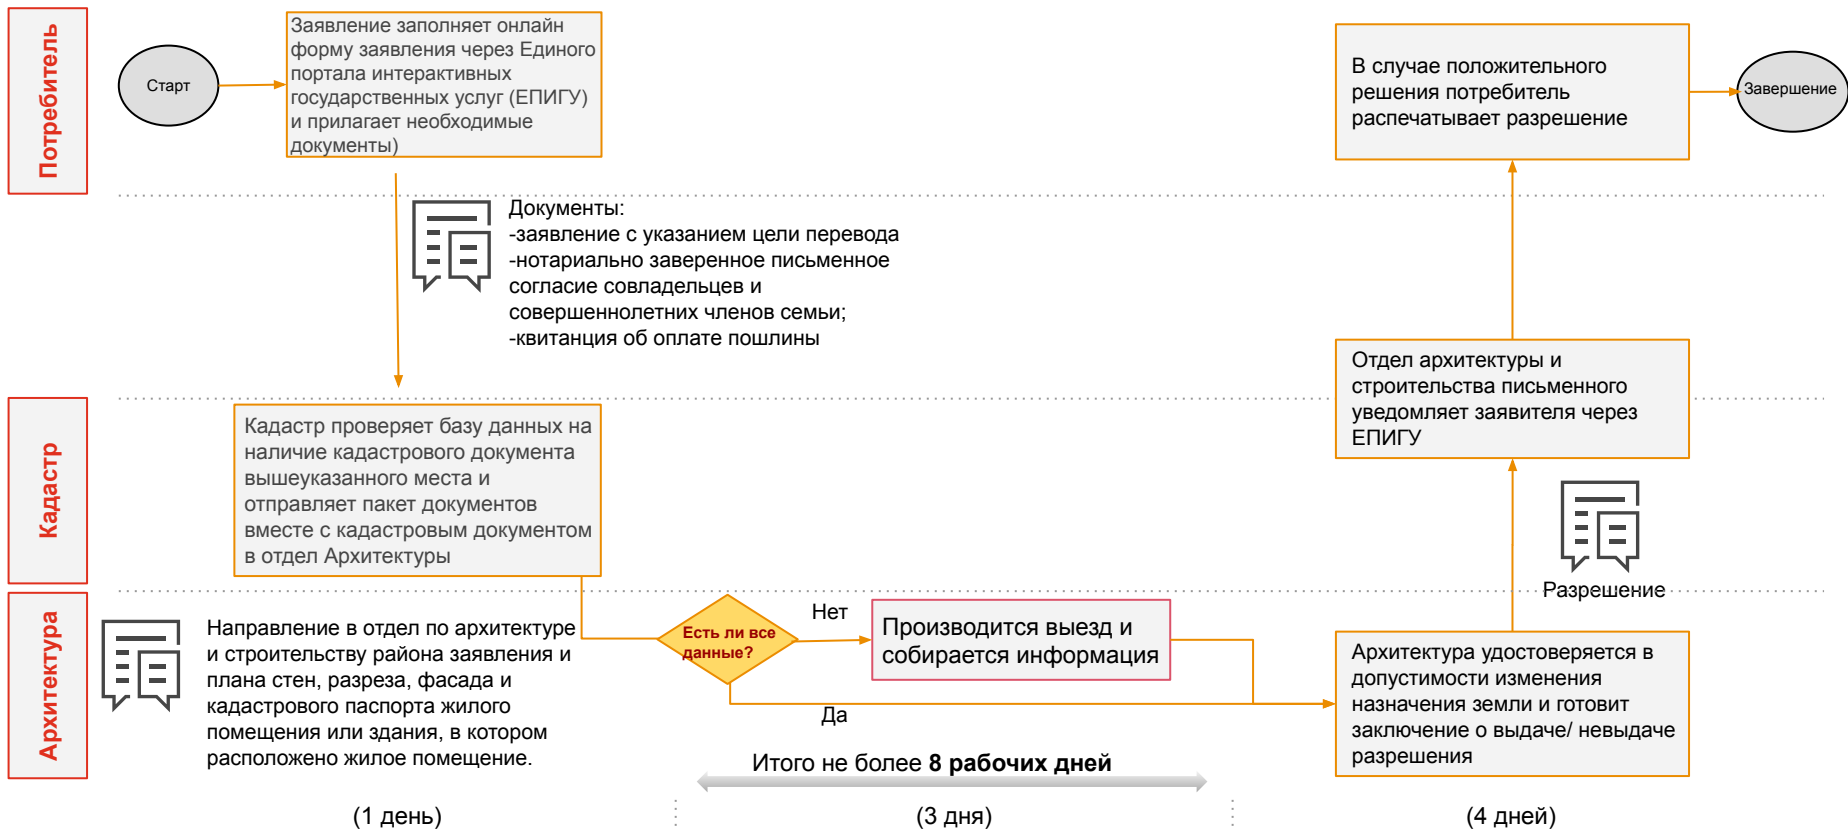 Потребитель
Старт
Заявление заполняет онлайн
форму заявления через Единого
портала интерактивных
государственных услуг (ЕПИГУ)
и прилагает необходимые
документы)
В случае положительного
решения потребитель
распечатывает разрешение
Завершение
Документы:
-заявление с указанием цели перевода
-нотариально заверенное письменное
согласие совладельцев и
совершеннолетних членов семьи;
-квитанция об оплате пошлины
Кадастр
Кадастр проверяет базу данных на
наличие кадастрового документа
вышеуказанного места и
отправляет пакет документов
вместе с кадастровым документом
в отдел Архитектуры
Отдел архитектуры и
строительства письменного
уведомляет заявителя через
ЕПИГУ
Разрешение
Архитектура
Направление в отдел по архитектуре
и строительству района заявления и
плана стен, разреза, фасада и
кадастрового паспорта жилого
помещения или здания, в котором
расположено жилое помещение.
Есть ли все
данные?
Нет
Производится выезд и
собирается информация
Да
Архитектура удостоверяется в
допустимости изменения
назначения земли и готовит
заключение о выдаче/ невыдаче
разрешения
Итого не более 8 рабочих дней
(1 день)
(3 дня)
(4 дней)